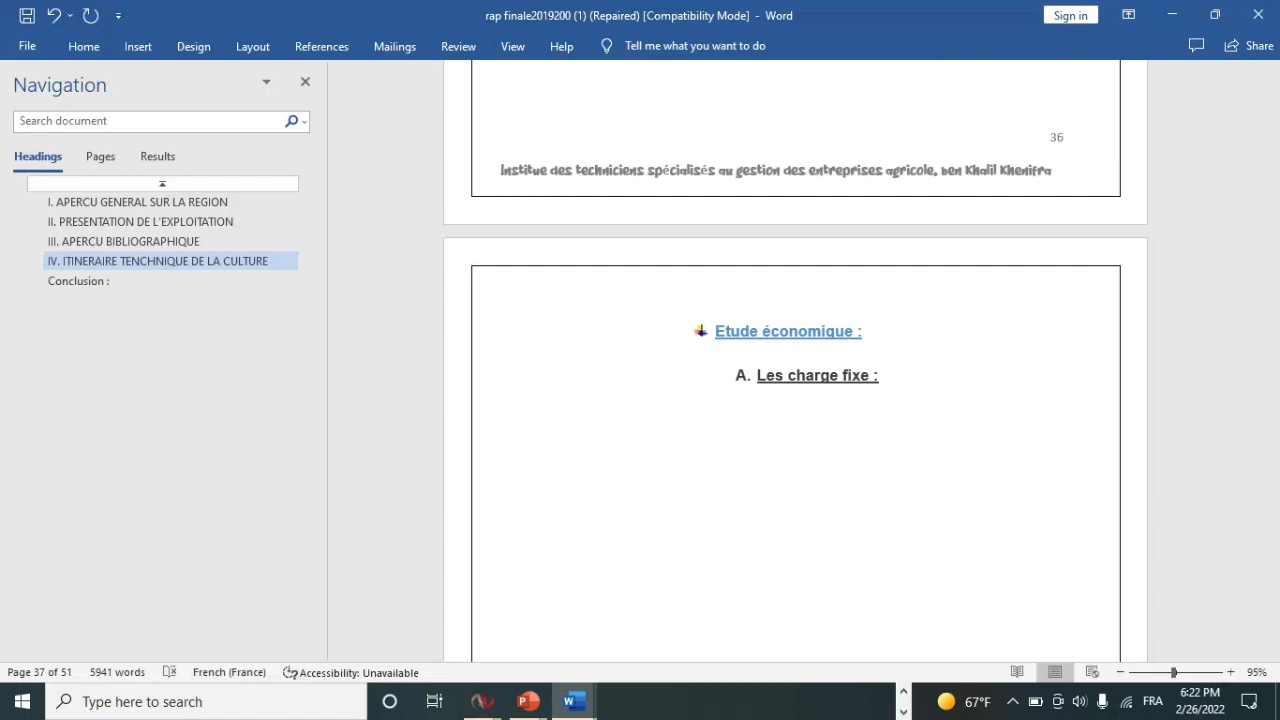 rap finale2019200 (1) (Repaired) [Compatibility Mode] - Word
Sign in
File Home Insert Design Layout References Mailings Review View Help Tell me what you want to do Share
Navigation
Search document
Headings Pages Results
I. APERCU GENERAL SUR LA REGION
II. PRESENTATION DE L'EXPLOITATION
III. APERCU BIBLIOGRAPHIQUE
IV. ITINERAIRE TENCHNIQUE DE LA CULTURE
Conclusion :
36
Institue des techniciens spécialisés au gestion des entreprises agricole, ben Khalil Khenifra
Etude économique :
A. Les charge fixe :
Page 37 of 51 5941 words French (France) Accessibility: Unavailable 95%
Type here to search
67°F FRA
6:22 PM
2/26/2022